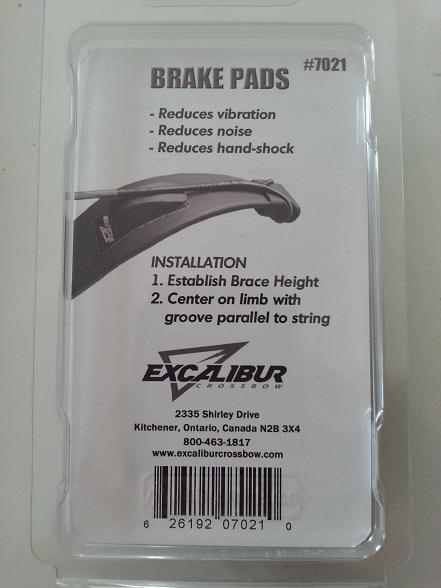 BRAKE PADS #7021
- Reduces vibration
- Reduces noise
- Reduces hand-shock
EXCALIBUR
INSTALLATION
1. Establish Brace Height
2. Center on limb with
groove parallel to string
EXCALIBUR
CROSSBOW
2335 Shirley Drive
Kitchener, Ontario, Canada N2B 3X4
800-463-1817
www.excaliburcrossbow.com
6 26192 07021 0